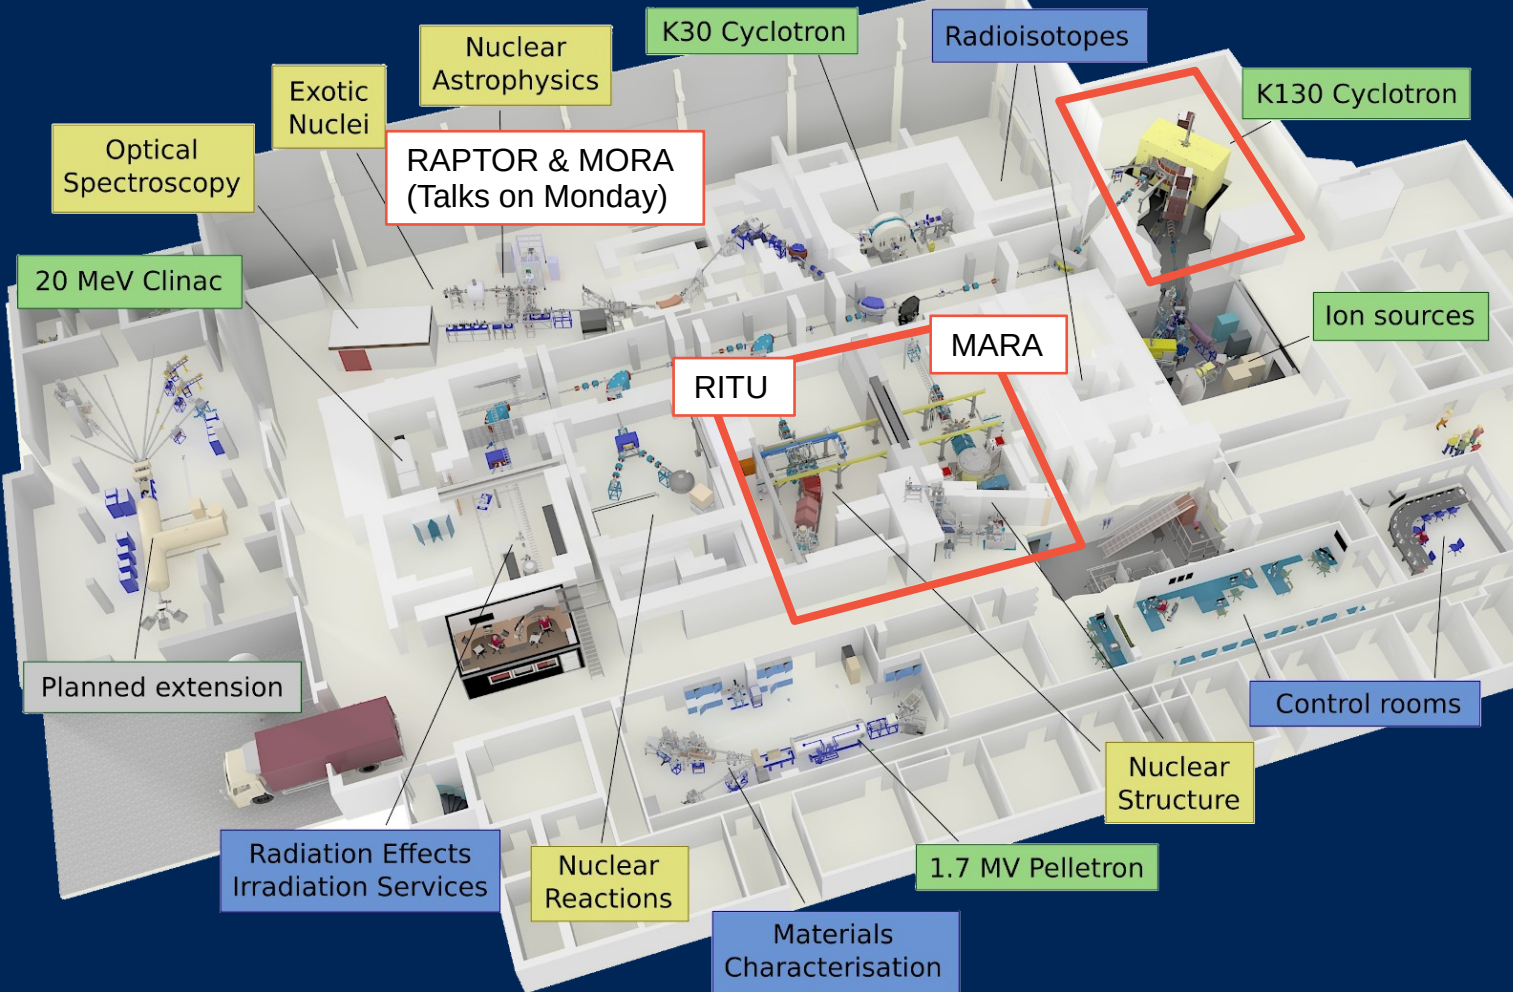 K30 Cyclotron
Radioisotopes
Nuclear
Astrophysics
Exotic
Nuclei
K130 Cyclotron
Optical
Spectroscopy
RAPTOR & MORA
(Talks on Monday)
20 MeV Clinac
Ion sources
MARA
RITU
Planned extension
Control rooms
Nuclear
Structure
Radiation Effects
Irradiation Services
Nuclear
Reactions
1.7 MV Pelletron
Materials
Characterisation